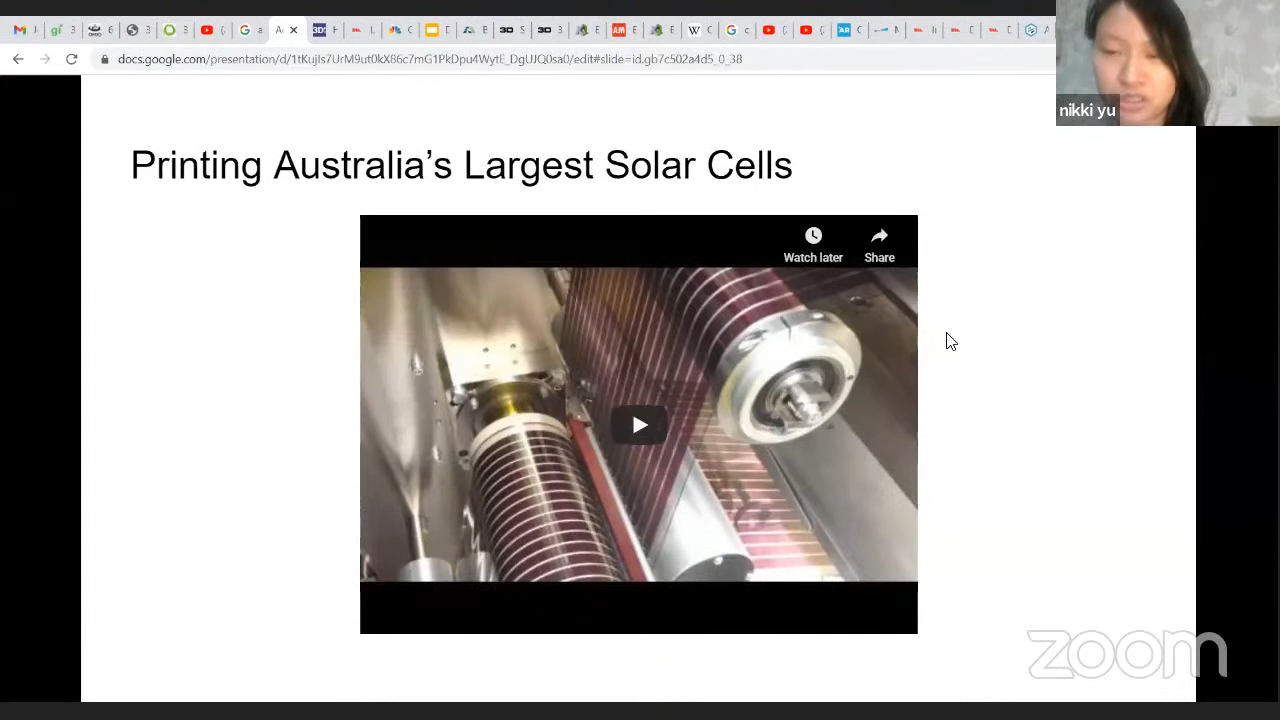 docs.google.com/presentation/d/1tKujIs7UrM9ut0kX86c7mG1PkDpu4WytE_DgUJQ0sa0/edit#slide=id.gb7c502a4d5_0_38
nikki yu
Printing Australia’s Largest Solar Cells
Watch later
Share
zoom